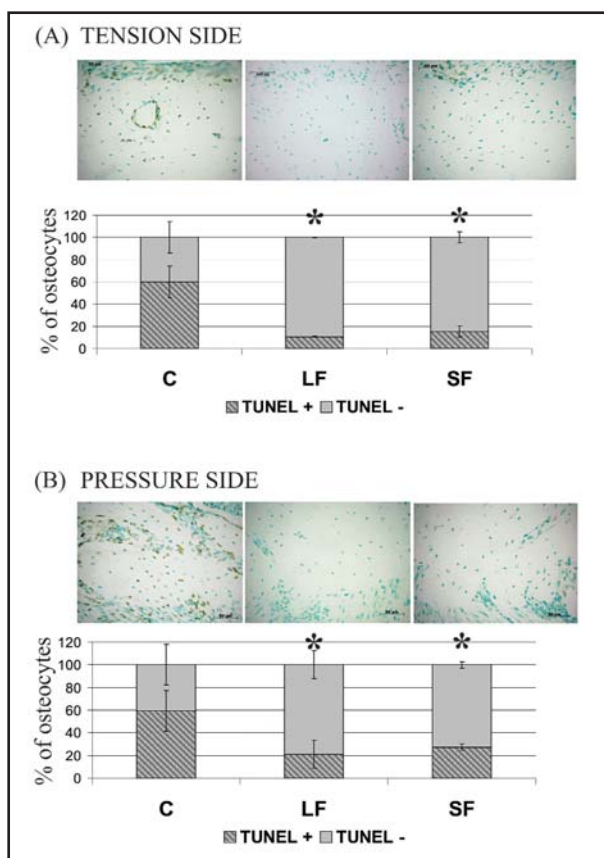 (A) TENSION SIDE
% of osteocytes
120
100
80
60
40
20
0
* *
C LF SF
TUNEL + TUNEL -
(B) PRESSURE SIDE
% of osteocytes
120
100
80
60
40
20
0
* *
C LF SF
TUNEL + TUNEL -